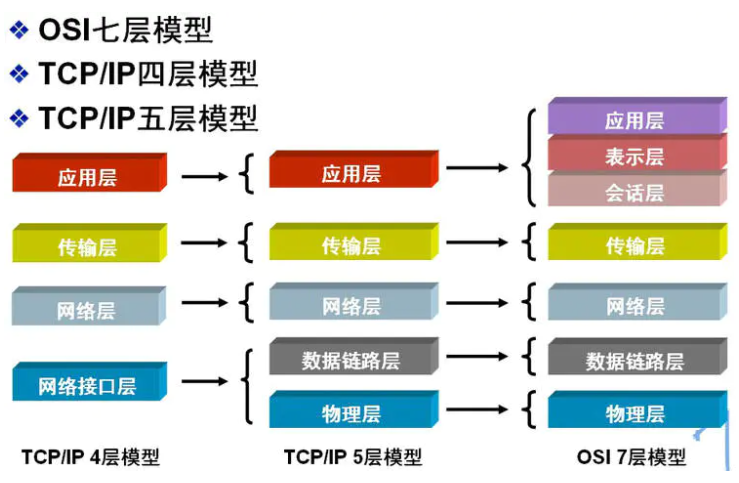 OSI七层模型
TCP/IP四层模型
TCP/IP五层模型
应用层
传输层
网络层
网络接口层
TCP/IP 4层模型
应用层
传输层
网络层
数据链路层
物理层
TCP/IP 5层模型
应用层
表示层
会话层
传输层
网络层
数据链路层
物理层
OSI 7层模型